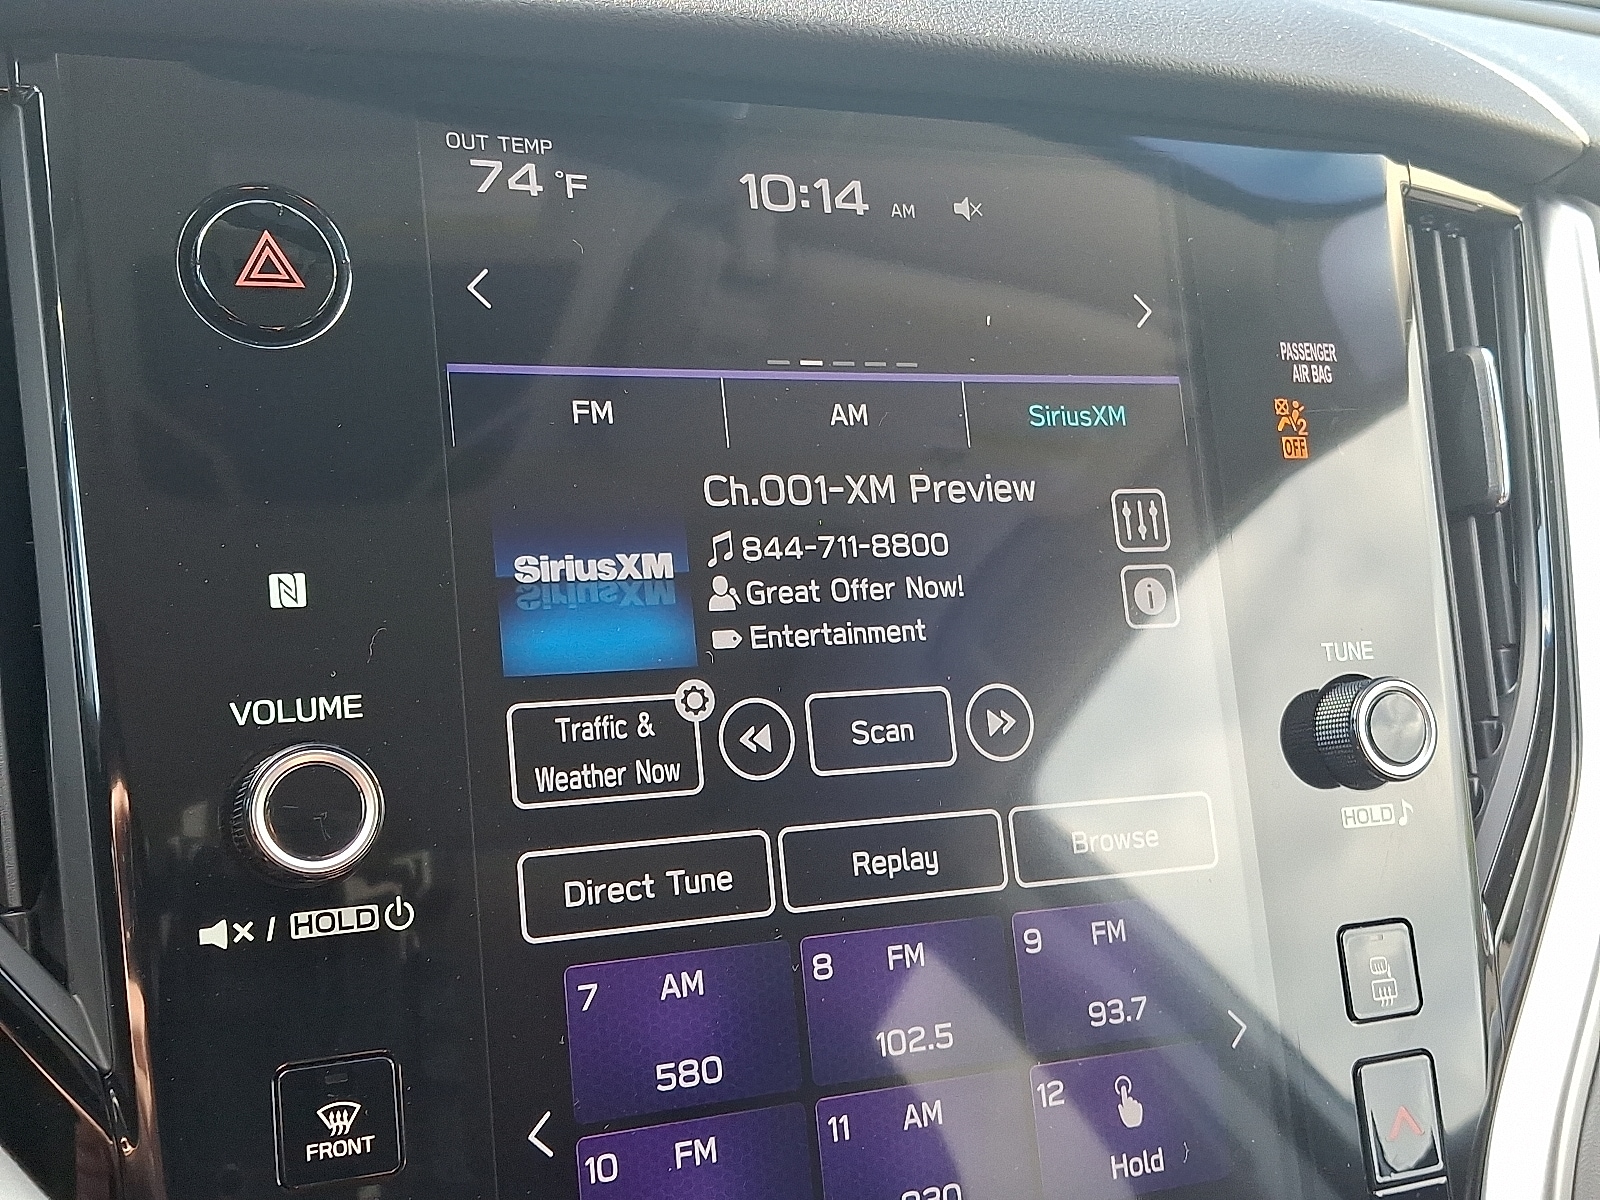 OUT TEMP
74 °F
10:14 AM
PASSENGER
AIR BAG
2
OFF
FM
AM
SiriusXM
Ch.001-XM Preview
844-711-8800
Great Offer Now!
Entertainment
SiriusXM
Traffic &
Weather Now
Scan
TUNE
HOLD
VOLUME
/ HOLD
Direct Tune
Replay
Browse
7 AM
580
8 FM
102.5
9 FM
93.7
10 FM
11 AM
12
Hold
FRONT